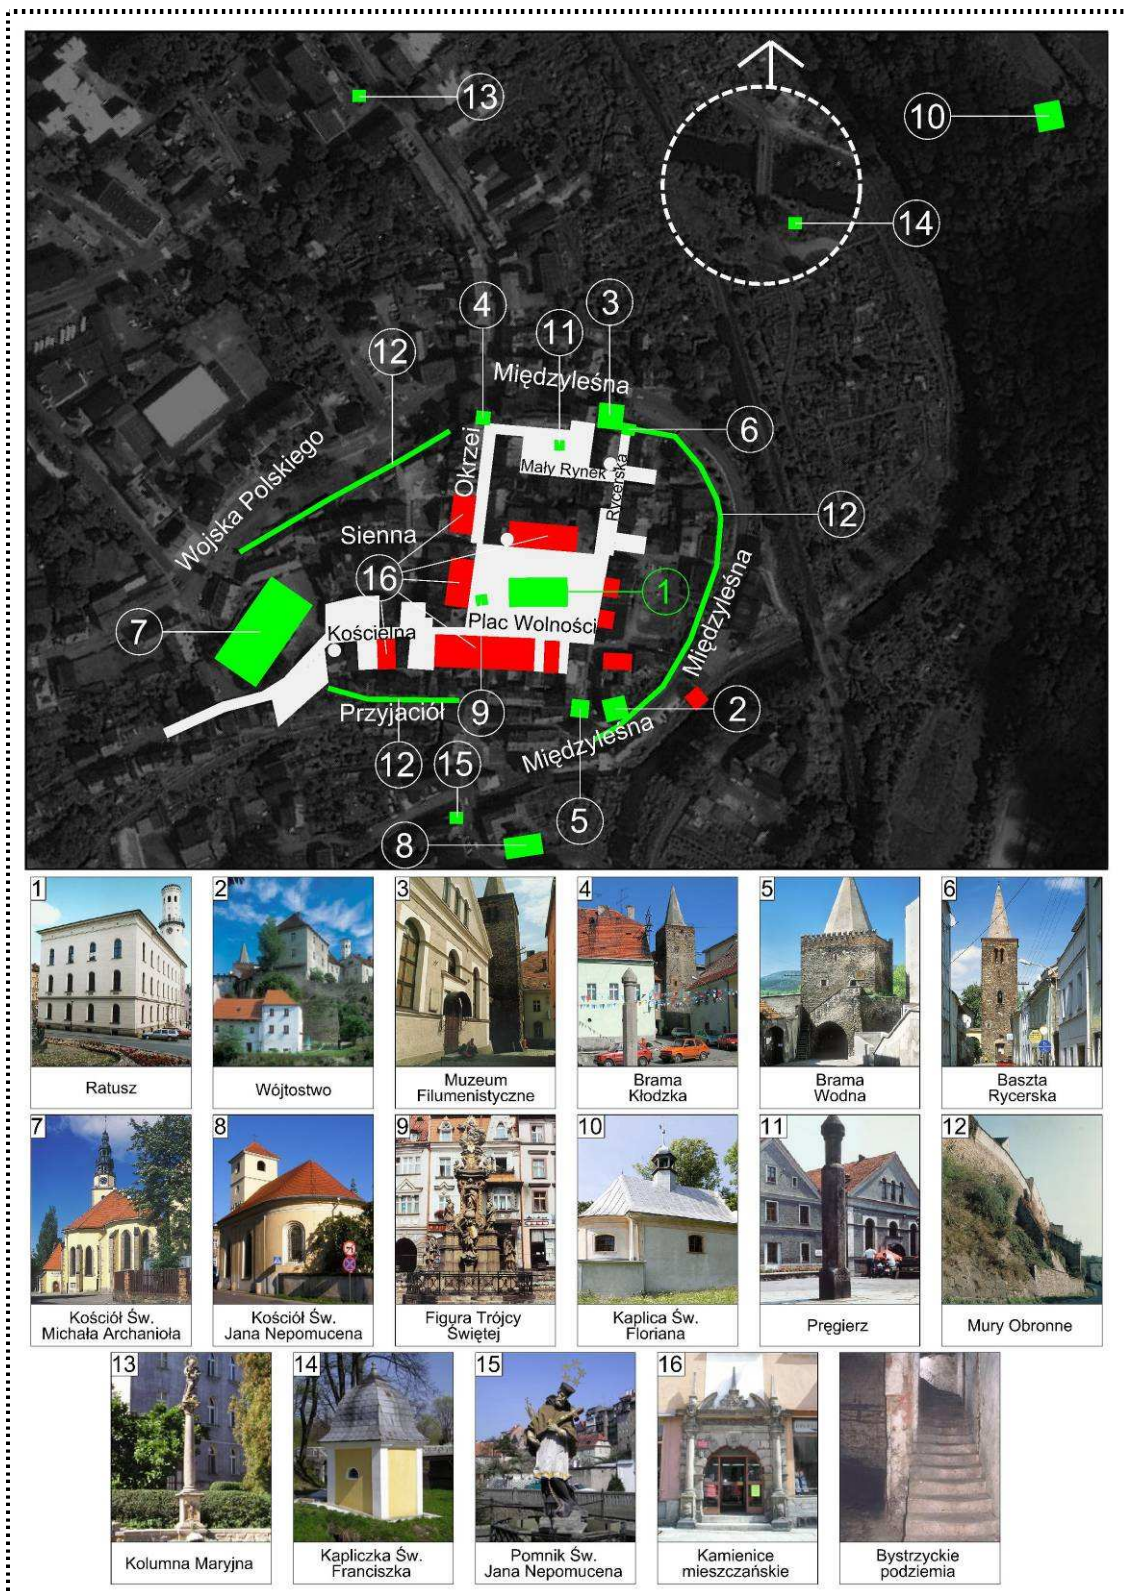 13
10
14
4
3
11
12
Międzyleśna
6
Okrzei
Mały Rynek
Rycerska
Wojska Polskiego
Sienna
12
16
1
7
Kościelna
Plac Wolności
Międzyleśna
Przyjaciół
9
2
Międzyleśna
12
15
5
8
1
Ratusz
2
Wójtostwo
3
Muzeum
Filumenistyczne
4
Brama
Kłodzka
5
Brama
Wodna
6
Baszta
Rycerska
7
Kościół Św.
Michała Archanioła
8
Kościół Św.
Jana Nepomucena
9
Figura Trójcy
Świętej
10
Kaplica Św.
Floriana
11
Pręgierz
12
Mury Obronne
13
Kolumna Maryjna
14
Kapliczka Św.
Franciszka
15
Pomnik Św.
Jana Nepomucena
16
Kamienice
mieszczańskie
Bystrzyckie
podziemia